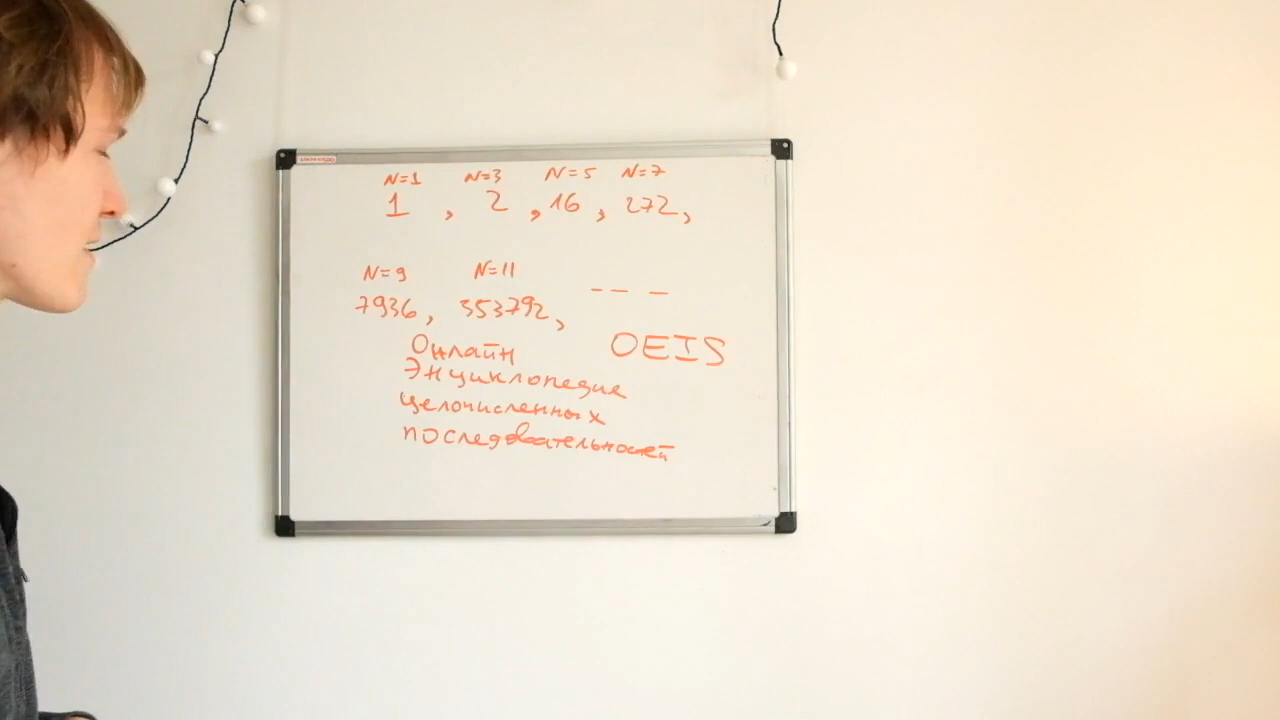 N=1 N=3 N=5 N=7
1 , 2 , 16 , 272,
N=9 N=11
7936, 353792, -- -
Онлайн OEIS
Энциклопедия
целочисленных
последовательностей